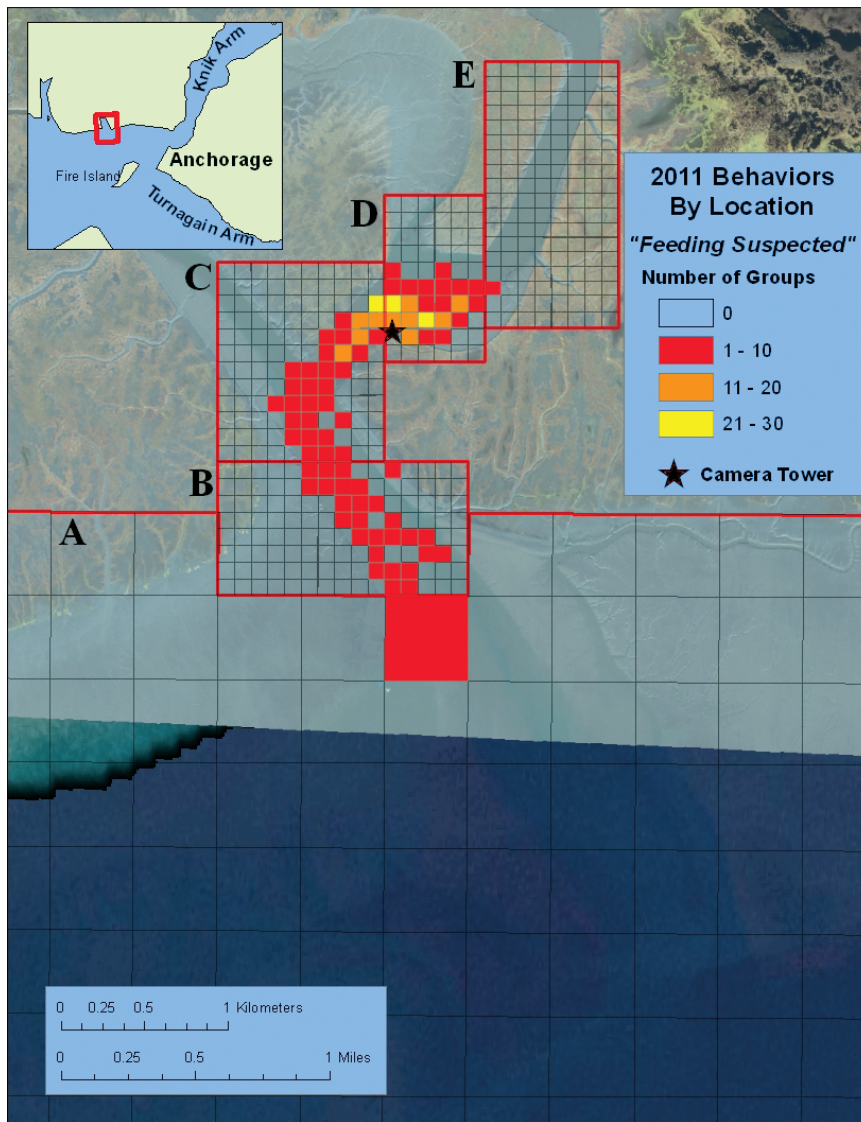 Knik Arm
Anchorage
Fire Island
Turnagain Arm
E
D
C
B
A
2011 Behaviors
By Location
"Feeding Suspected"
Number of Groups
0
1 - 10
11 - 20
21 - 30
Camera Tower
0 0.25 0.5 1 Kilometers
0 0.25 0.5 1 Miles